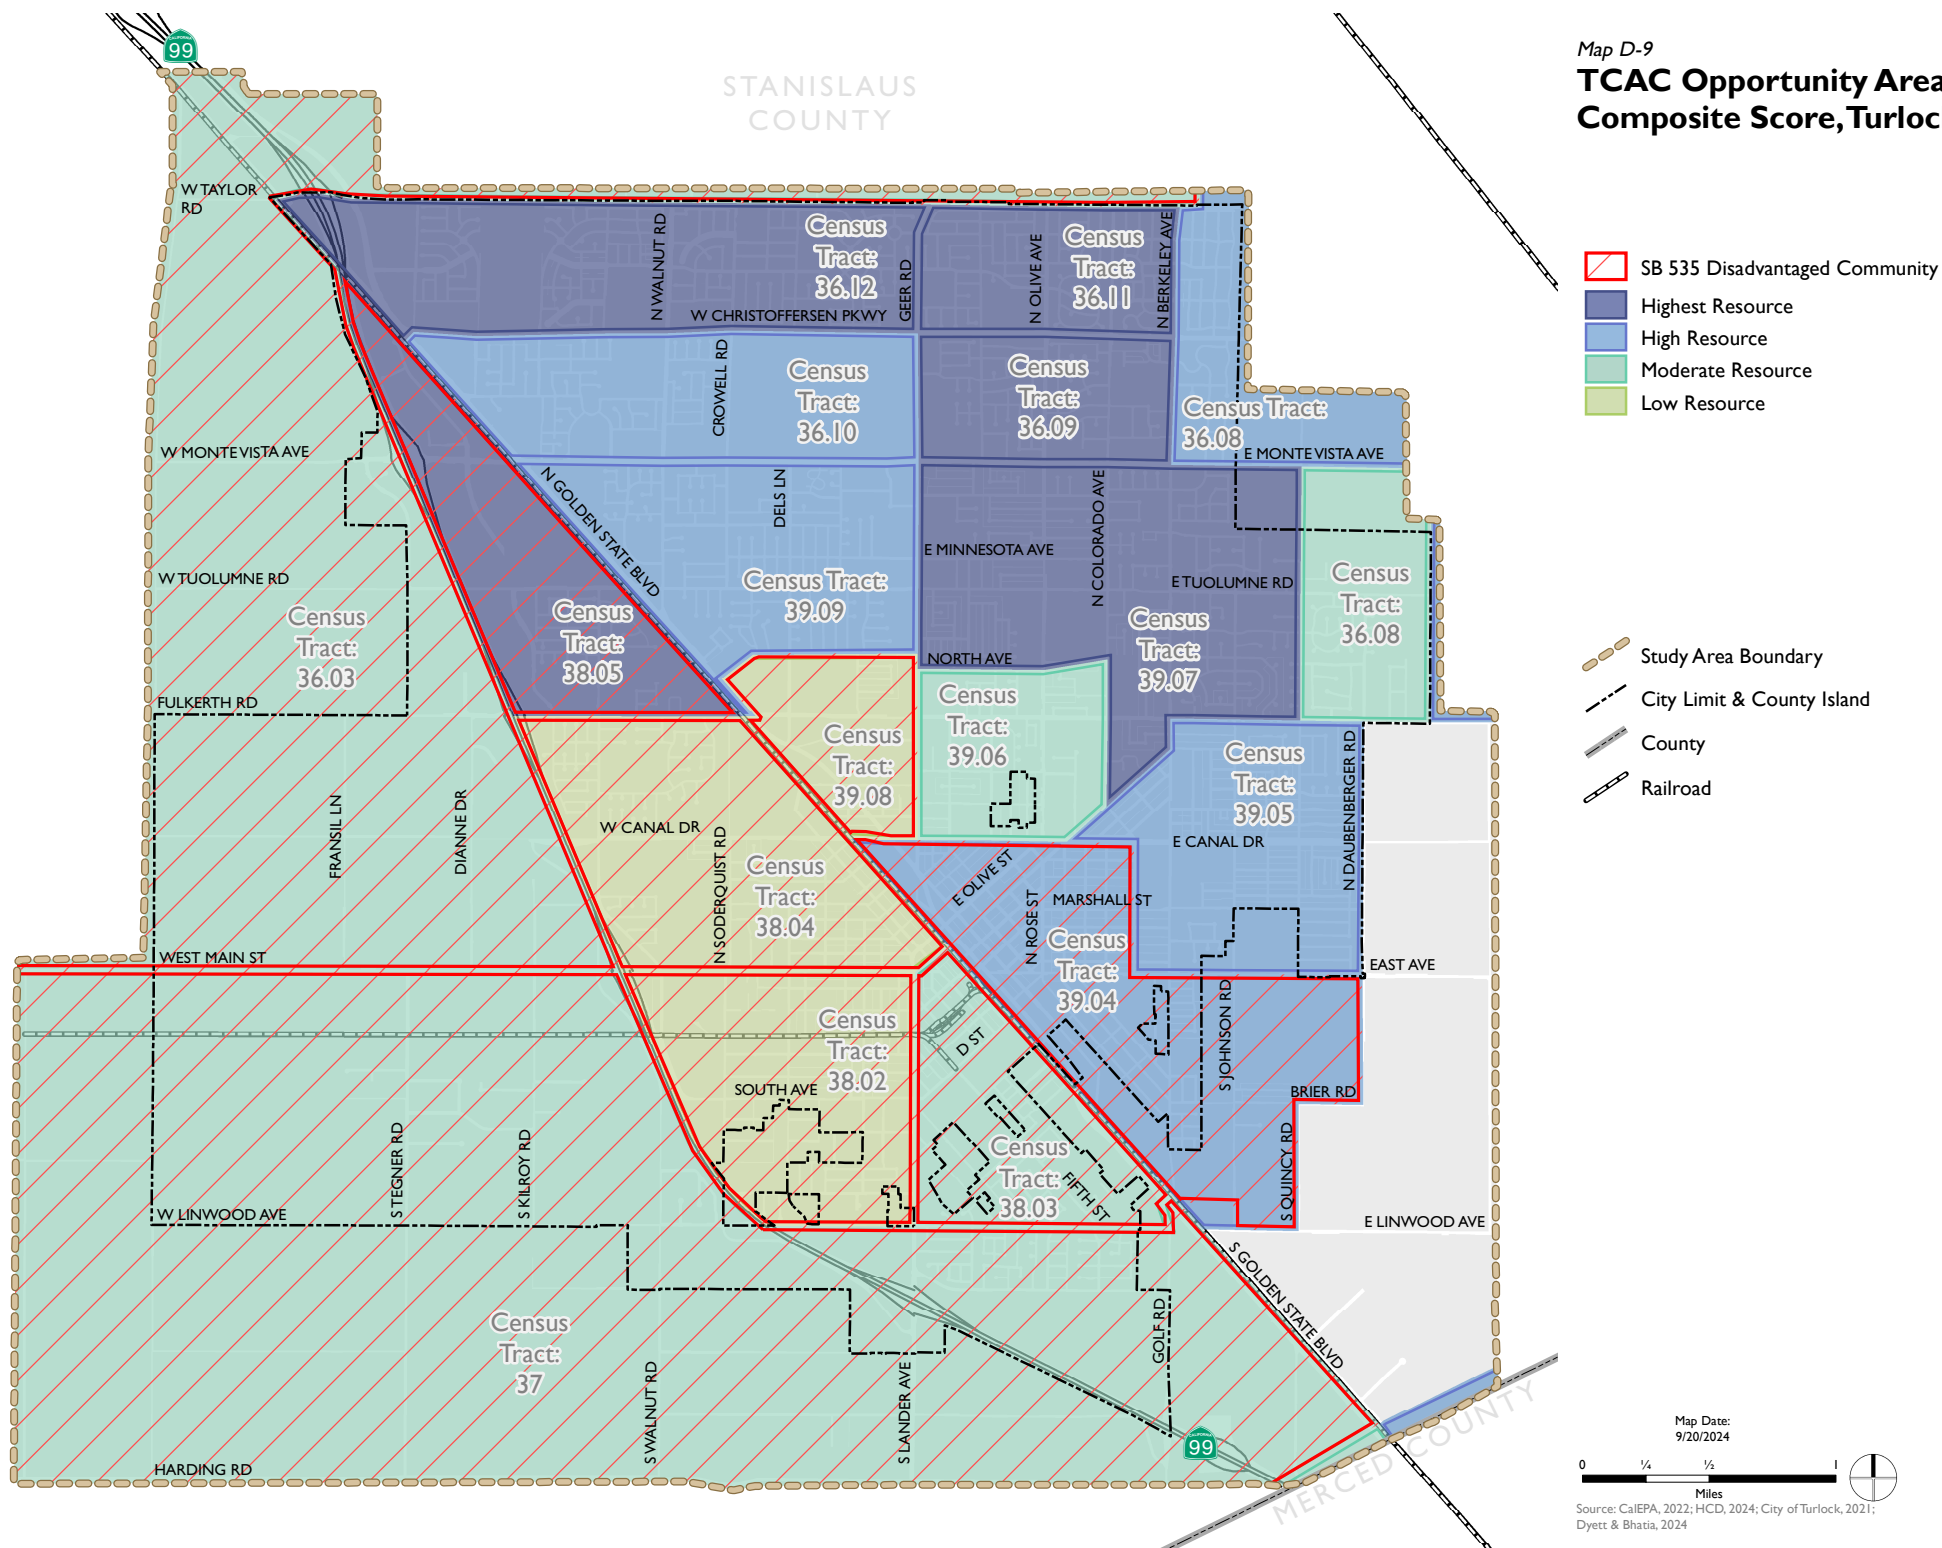 Map D-9
TCAC Opportunity Area
Composite Score, Turloc
CALIFORNIA
99
STANISLAUS
COUNTY
W TAYLOR
RD
Census
Tract:
36.12
Census
Tract:
36.11
N WALNUT RD
GEER RD
N OLIVE AVE
N BERKELEY AVE
W CHRISTOFFERSEN PKWY
SB 535 Disadvantaged Community
Highest Resource
High Resource
Moderate Resource
Low Resource
CROWELL RD
Census
Tract:
36.10
Census
Tract:
36.09
Census Tract:
36.08
W MONTE VISTA AVE
E MONTE VISTA AVE
N GOLDEN STATE BLVD
DELS LN
N COLORADO AVE
E MINNESOTA AVE
W TUOLUMNE RD
E TUOLUMNE RD
Census Tract:
39.09
Census
Tract:
36.08
Census
Tract:
36.03
Census
Tract:
38.05
Census
Tract:
39.07
NORTH AVE
FULKERTH RD
Census
Tract:
39.06
Census
Tract:
39.08
Census
Tract:
39.05
N DAUBENBERGER RD
Study Area Boundary
City Limit & County Island
County
Railroad
FRANSIL LN
DIANNE DR
W CANAL DR
N SODERQUIST RD
E CANAL DR
Census
Tract:
38.04
E OLIVE ST
N ROSE ST
MARSHALL ST
Census
Tract:
39.04
WEST MAIN ST
EAST AVE
Census
Tract:
38.02
D ST
S JOHNSON RD
SOUTH AVE
BRIER RD
S TEGNER RD
S KILROY RD
Census
Tract:
38.03
FIFTH ST
S QUINCY RD
W LINWOOD AVE
E LINWOOD AVE
S GOLDEN STATE BLVD
Census
Tract:
37
S WALNUT RD
S LANDER AVE
GOLF RD
CALIFORNIA
99
HARDING RD
MERCED COUNTY
Map Date:
9/20/2024
0 ¼ ½ 1
Miles
Source: CalEPA, 2022; HCD, 2024; City of Turlock, 2021;
Dyett & Bhatia, 2024